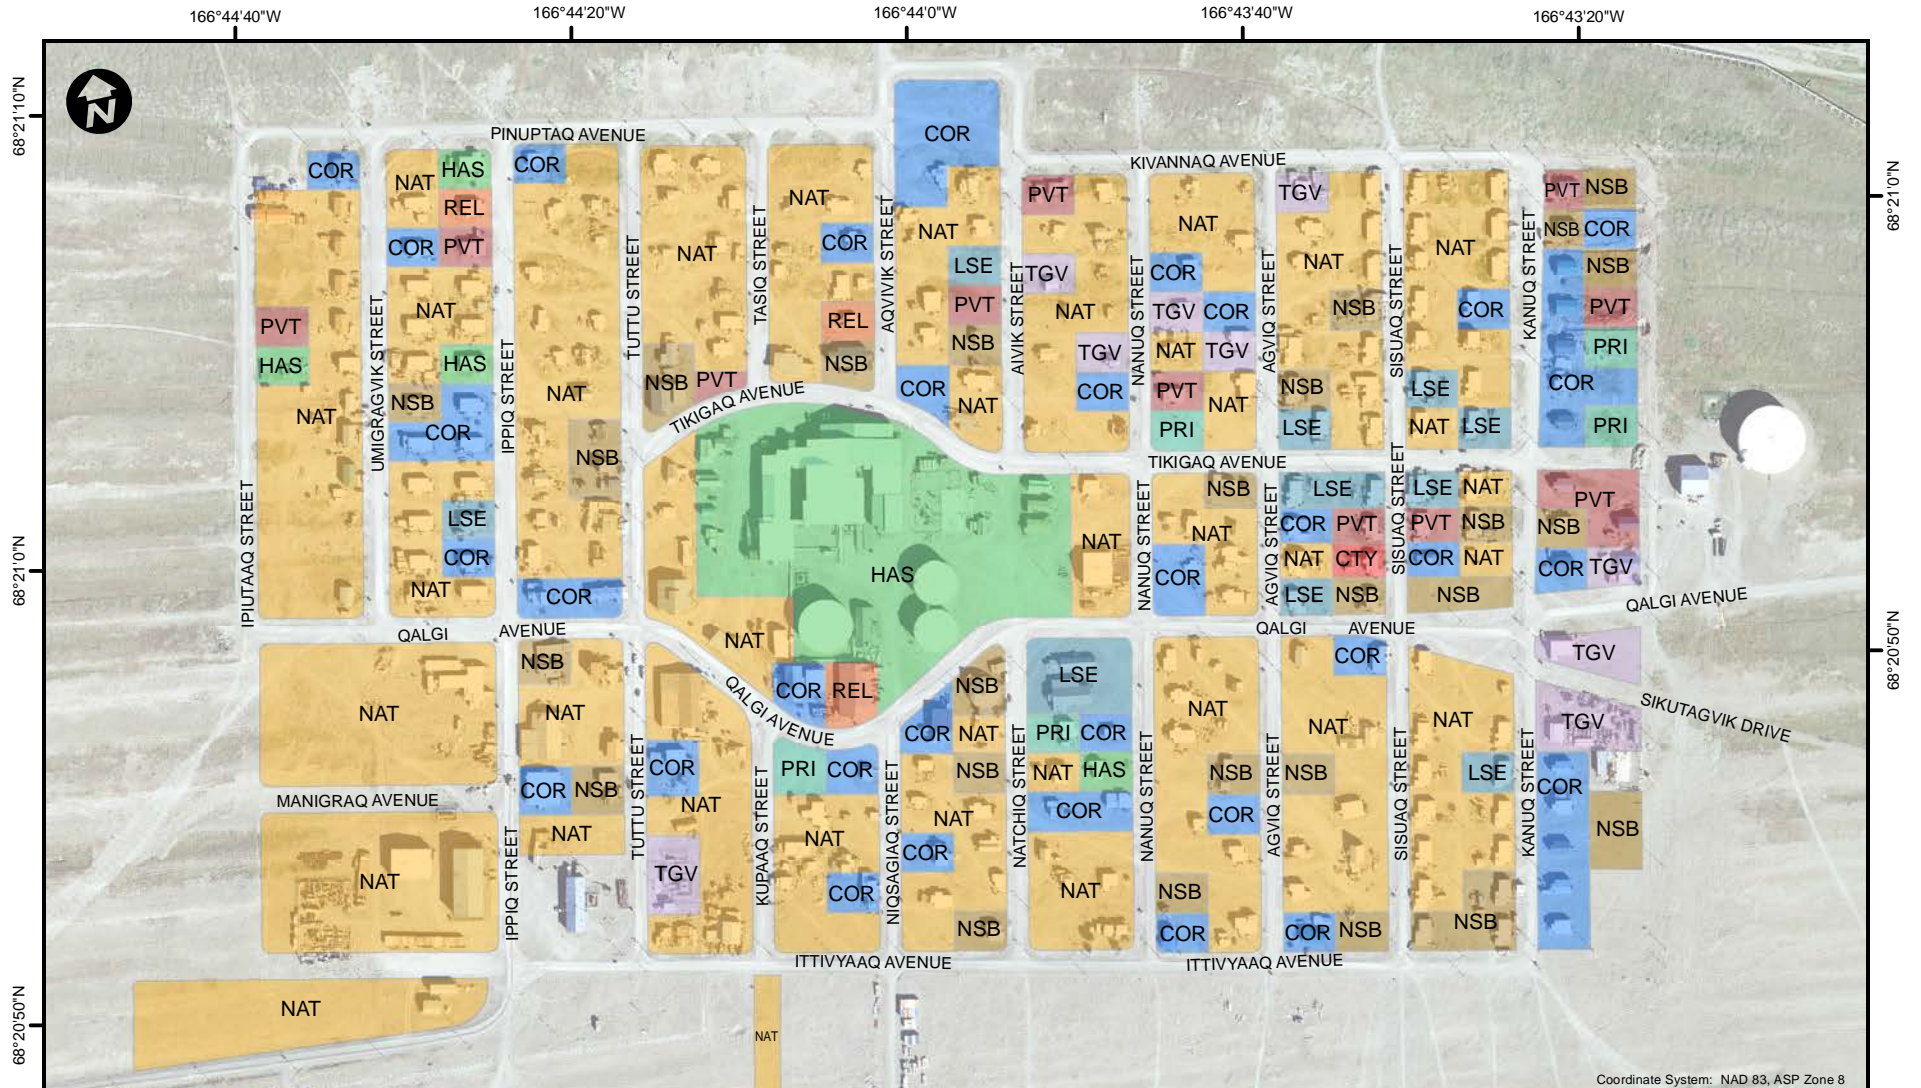 166°44'40"W
166°44'20"W
166°44'0"W
166°43'40"W
166°43'20"W
68°21'10"N
68°21'0"N
68°20'50"N
68°21'0"N
68°20'50"N
N
PINUPTAQ AVENUE
KIVANNAQ AVENUE
COR
COR
NAT
HAS
COR
REL
COR
PVT
NAT
NAT
COR
REL
NSB
NAT
LSE
PVT
NSB
COR
NAT
PVT
TGV
NAT
TGV
COR
NAT
COR
TGV
COR
NAT
TGV
PVT
NAT
PRI
TGV
NAT
NSB
NSB
LSE
NAT
COR
LSE
NAT
LSE
PVT
NSB
NSB
COR
NSB
PVT
PRI
COR
PRI
NAT
PVT
HAS
NAT
NAT
HAS
NSB
COR
LSE
COR
NAT
NAT
NSB
COR
NSB
PVT
UMIGRAGVIK STREET
IPIUTAAQ STREET
IPPIQ STREET
TUTTU STREET
TASIQ STREET
AQVIVIK STREET
AIVIK STREET
NANUQ STREET
AGVIQ STREET
SISUAQ STREET
KANUQ STREET
TIKIGAQ AVENUE
TIKIGAQ AVENUE
HAS
NAT
NAT
COR
REL
NANUQ STREET
AGVIQ STREET
SISUAQ STREET
NSB
NAT
COR
LSE
COR
PVT
NAT
CTY
LSE
NSB
LSE
NAT
PVT
NSB
COR
NAT
NSB
PVT
NSB
COR
TGV
QALGI
AVENUE
QALGI AVENUE
QALGI
AVENUE
QALGI AVENUE
SIKUTAGVIK DRIVE
NAT
MANIGRAQ AVENUE
NAT
IPPIQ STREET
NSB
NAT
COR
NSB
NAT
TUTTU STREET
COR
NAT
TGV
KUPAAQ STREET
PRI
COR
NAT
COR
NIQSAGIAQ STREET
NSB
COR
NAT
NSB
NAT
COR
NSB
NATCHIQ STREET
LSE
PRI
COR
NAT
HAS
COR
NAT
NANUQ STREET
NAT
NSB
COR
NSB
COR
AGVIQ STREET
COR
NAT
NSB
COR
NSB
SISUAQ STREET
NAT
LSE
NSB
KANUQ STREET
TGV
TGV
COR
NSB
ITTIVYAAQ AVENUE
ITTIVYAAQ AVENUE
NAT
NAT
Coordinate System: NAD 83, ASP Zone 8